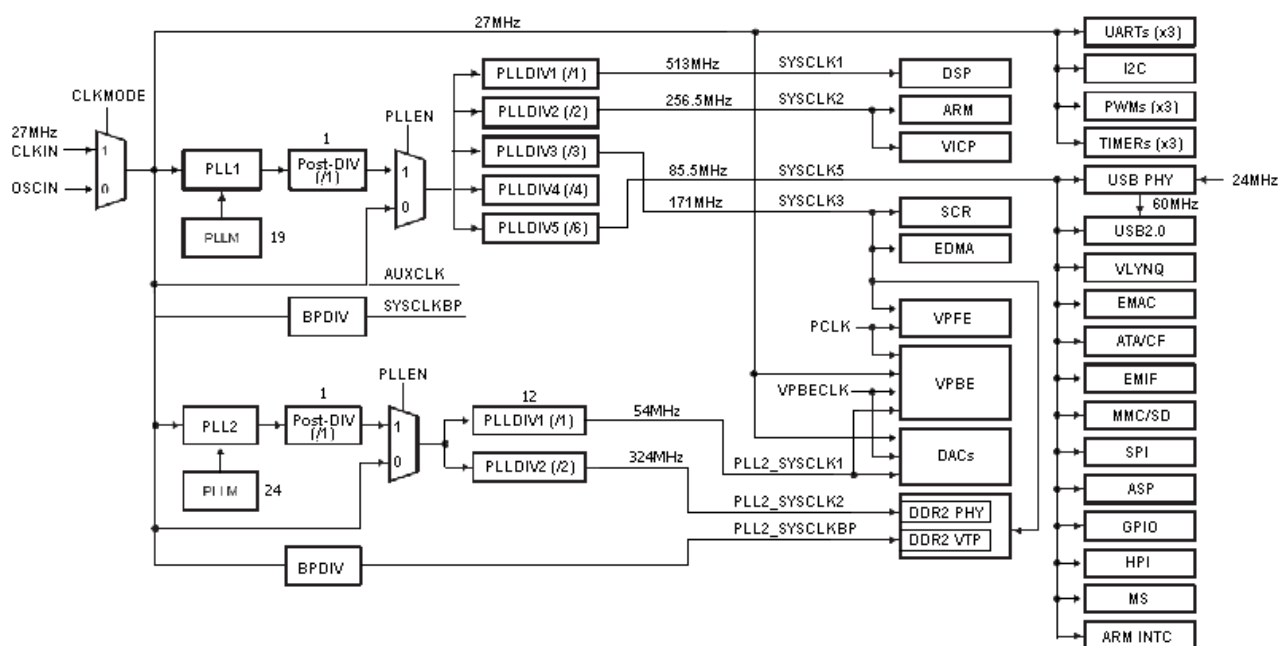 27MHz
UARTs (x3)
I2C
PWMs (x3)
TIMERs (x3)
CLKMODE
27MHz
CLKIN
OSCIN
1
0
PLL1
PLLM
19
1
Post-DIV
(/1)
PLLEN
1
0
PLLDIV1 (/1)
PLLDIV2 (/2)
PLLDIV3 (/3)
PLLDIV4 (/4)
PLLDIV5 (/6)
513MHz
SYSCLK1
DSP
256.5MHz
SYSCLK2
ARM
VICP
85.5MHz
SYSCLK5
USB PHY
24MHz
60MHz
171MHz
SYSCLK3
SCR
EDMA
USB2.0
VLYNQ
EMAC
ATA/CF
EMIF
MMC/SD
SPI
ASP
GPIO
HPI
MS
ARM INTC
AUXCLK
SYSCLKBP
BPDIV
PCLK
VPFE
VPBE
VPBECLK
DACs
PLL2
PLLM
24
1
Post-DIV
(/1)
PLLEN
1
0
12
PLLDIV1 (/1)
PLLDIV2 (/2)
54MHz
324MHz
PLL2_SYSCLK1
PLL2_SYSCLK2
DDR2 PHY
PLL2_SYSCLKBP
DDR2 VTP
BPDIV